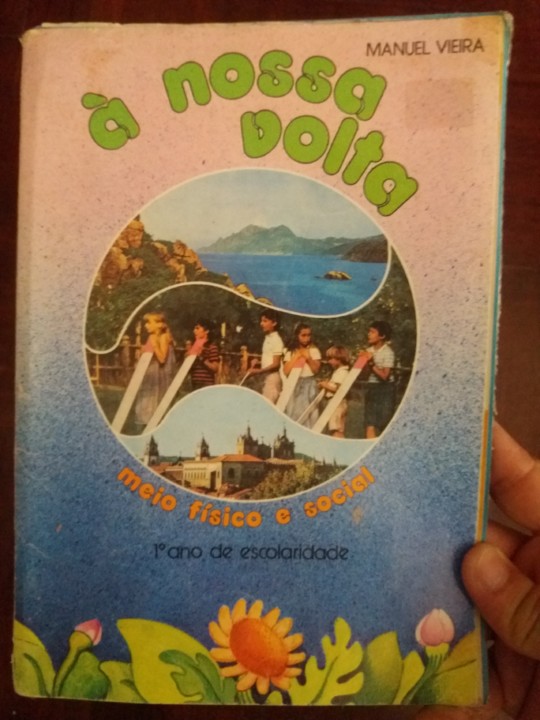 MANUEL VIEIRA
à nossa
volta
meio físico e social
1º ano de escolaridade